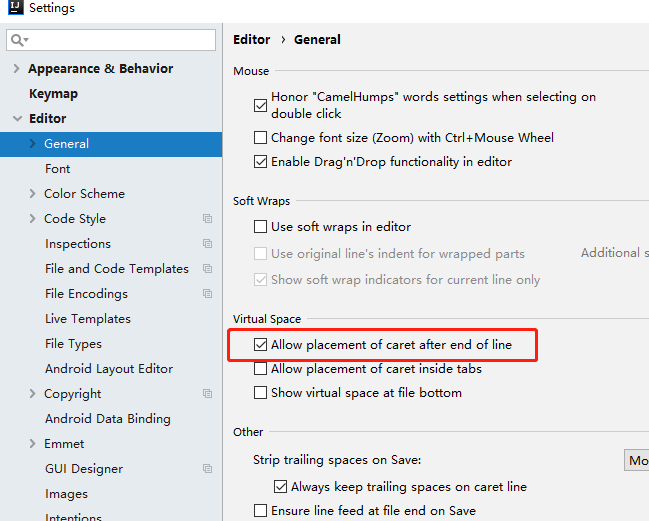 IJ
Settings
Appearance & Behavior
Keymap
Editor
General
Font
Color Scheme
Code Style
Inspections
File and Code Templates
File Encodings
Live Templates
File Types
Android Layout Editor
Copyright
Android Data Binding
Emmet
GUI Designer
Images
Intentions
Editor › General
Mouse
Honor "CamelHumps" words settings when selecting on
double click
Change font size (Zoom) with Ctrl+Mouse Wheel
Enable Drag'n'Drop functionality in editor
Soft Wraps
Use soft wraps in editor
Use original line's indent for wrapped parts Additional s
Show soft wrap indicators for current line only
Virtual Space
Allow placement of caret after end of line
Allow placement of caret inside tabs
Show virtual space at file bottom
Other
Strip trailing spaces on Save: Mo
Always keep trailing spaces on caret line
Ensure line feed at file end on Save